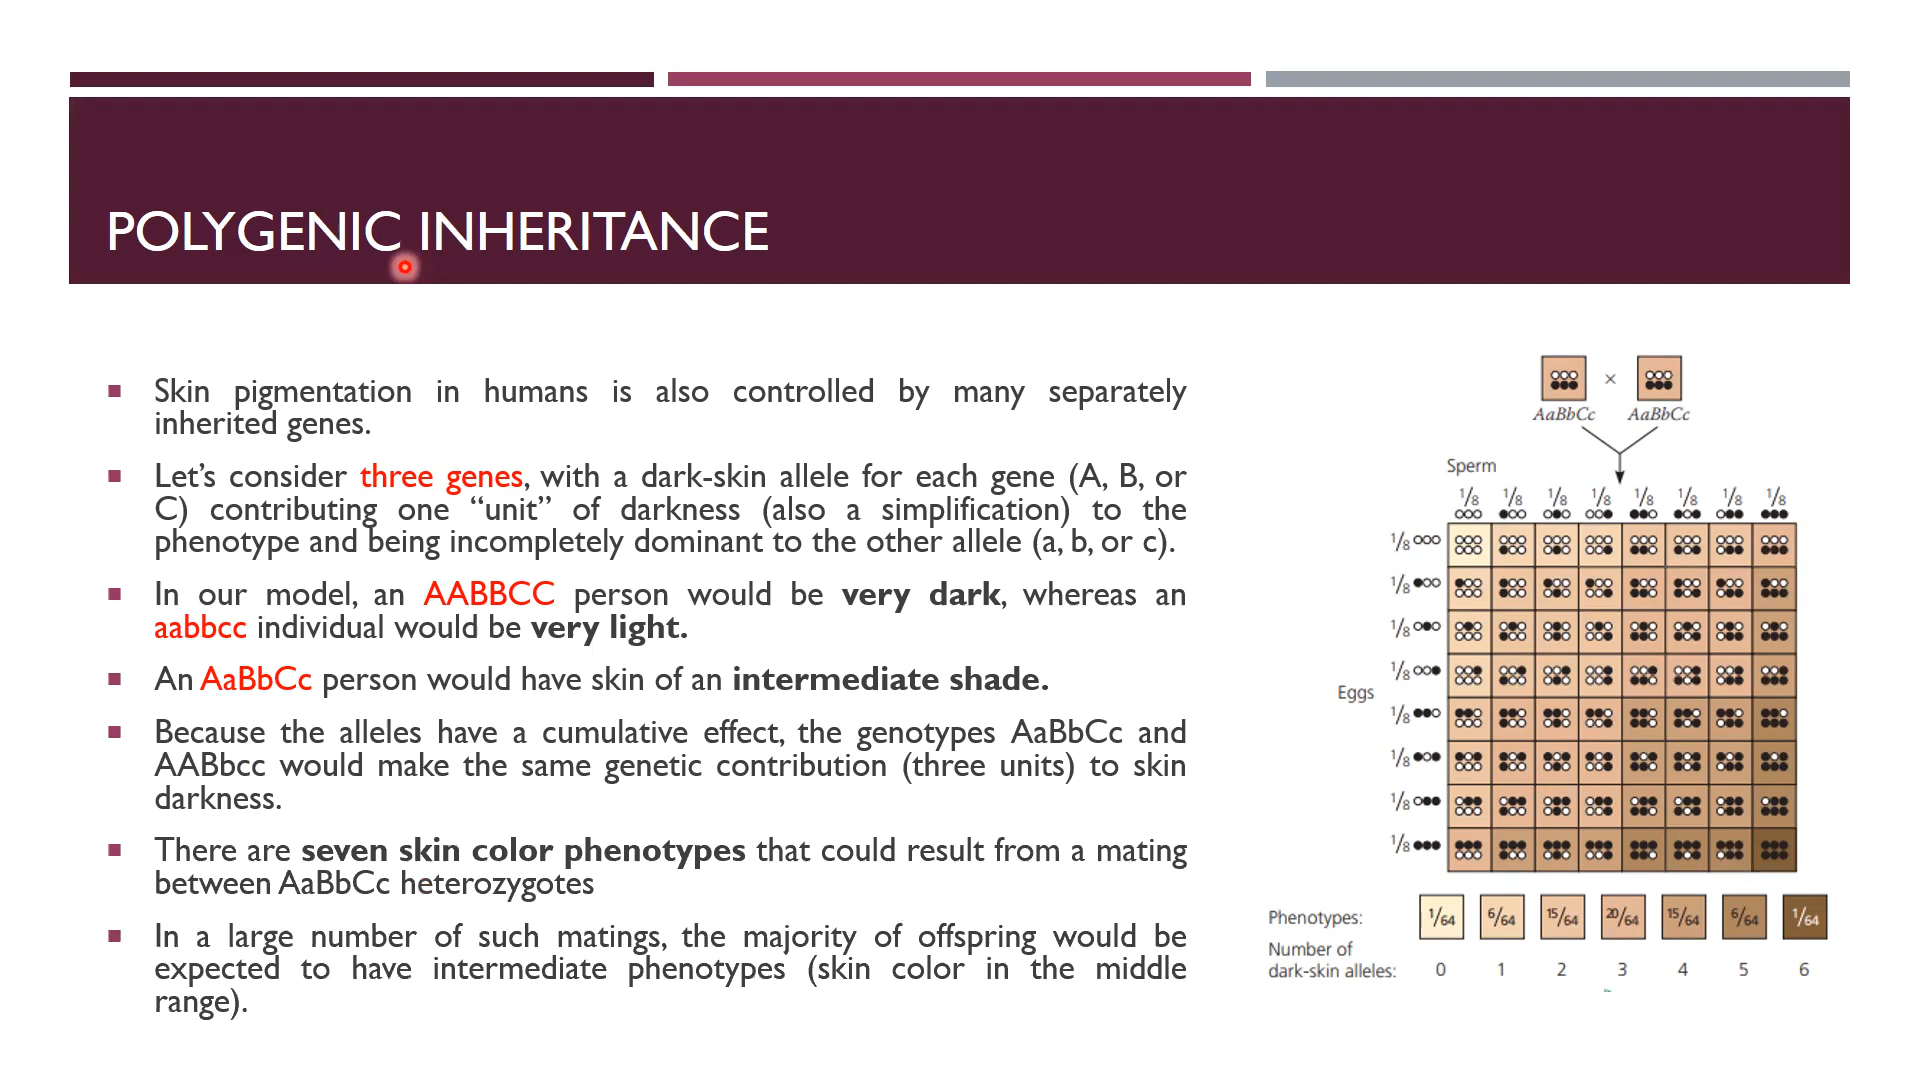 POLYGENIC INHERITANCE
Skin pigmentation in humans is also controlled by many separately
inherited genes.
Let’s consider three genes, with a dark-skin allele for each gene (A, B, or
C) contributing one “unit” of darkness (also a simplification) to the
phenotype and being incompletely dominant to the other allele (a, b, or c).
In our model, an AABBCC person would be very dark, whereas an
aabbcc individual would be very light.
An AaBbCc person would have skin of an intermediate shade.
Because the alleles have a cumulative effect, the genotypes AaBbCc and
AABbcc would make the same genetic contribution (three units) to skin
darkness.
There are seven skin color phenotypes that could result from a mating
between AaBbCc heterozygotes
In a large number of such matings, the majority of offspring would be
expected to have intermediate phenotypes (skin color in the middle
range).
×
AaBbCc AaBbCc
Sperm
1/8 1/8 1/8 1/8 1/8 1/8 1/8 1/8
1/8
1/8
1/8
1/8
Eggs
1/8
1/8
1/8
1/8
Phenotypes: 1/64 6/64 15/64 20/64 15/64 6/64 1/64
Number of
dark-skin alleles: 0 1 2 3 4 5 6